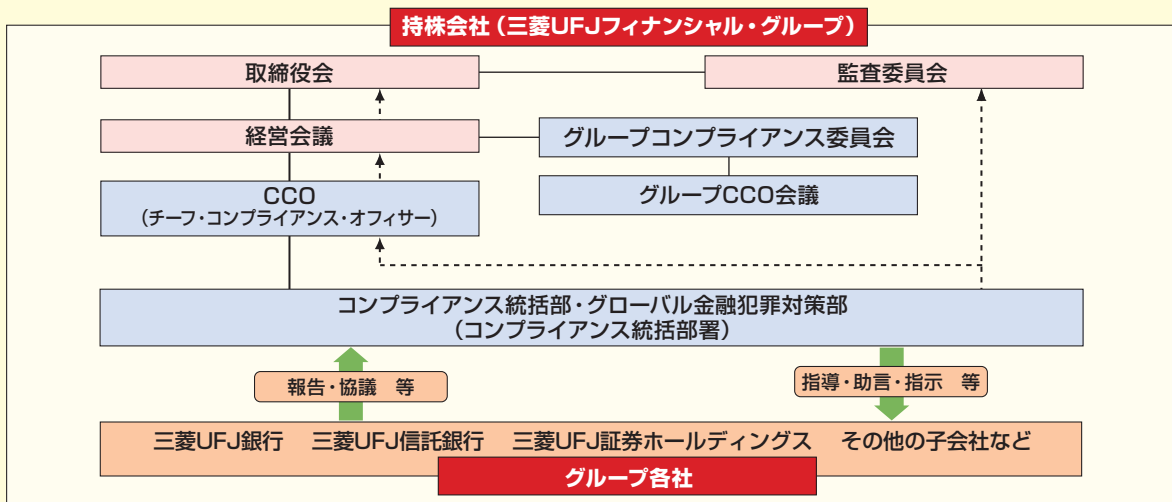 持株会社（三菱UFJフィナンシャル・グループ）
取締役会
監査委員会
経営会議
グループコンプライアンス委員会
CCO
（チーフ・コンプライアンス・オフィサー）
グループCCO会議
コンプライアンス統括部・グローバル金融犯罪対策部
（コンプライアンス統括部署）
報告・協議　等
指導・助言・指示　等
三菱UFJ銀行　三菱UFJ信託銀行　三菱UFJ証券ホールディングス　その他の子会社など
グループ各社